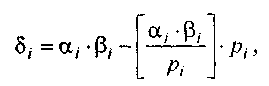 δ_i = α_i · β_i − [ α_i · β_i / p_i ] · p_i ,